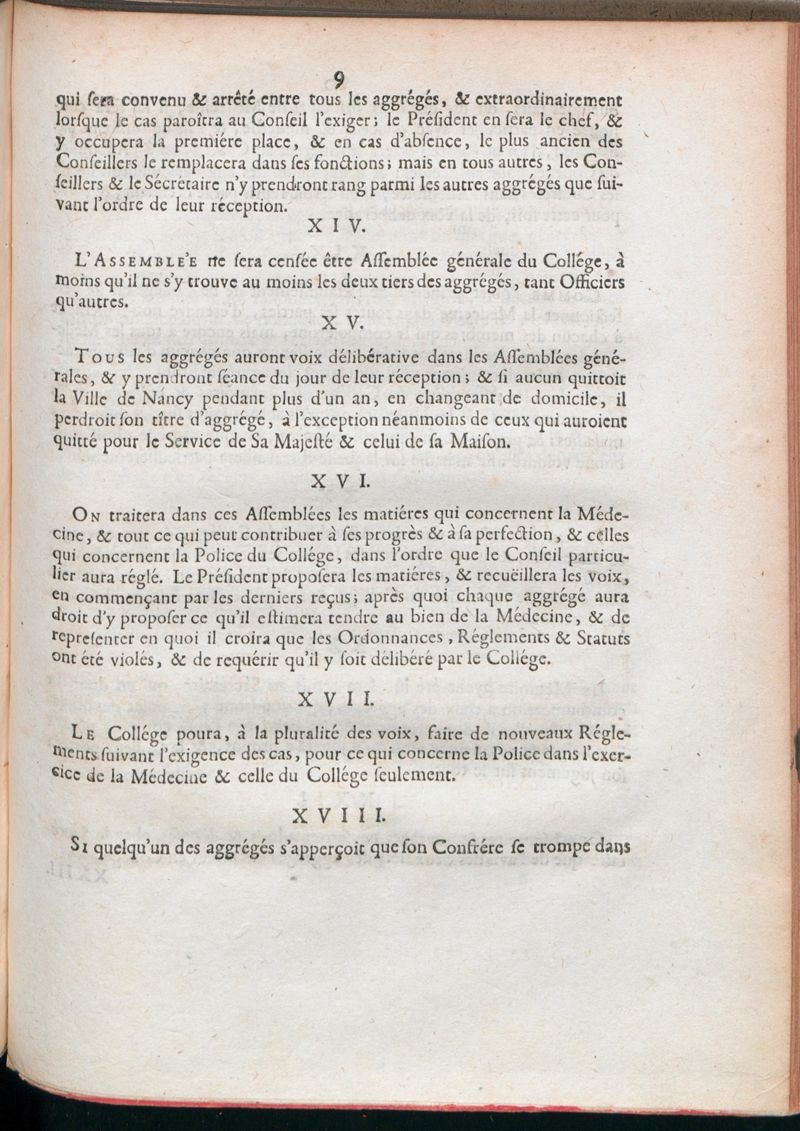 9
qui ſera convenu & arrêté entre tous les aggrégés, & extraordinairement
lorſque le cas paroîtra au Conſeil l'exiger; le Préſident en ſera le chef, &
y occupera la premiére place, & en cas d'abſence, le plus ancien des
Conſeillers le remplacera dans ſes fonctions; mais en tous autres, les Con-
ſeillers & le Sécrétaire n'y prendront rang parmi les autres aggrégés que ſui-
vant l'ordre de leur réception.
X I V.
L'ASSEMBLE'E ne ſera cenſée être Aſſemblée générale du Collége, à
moins qu'il ne s'y trouve au moins les deux tiers des aggrégés, tant Officiers
qu'autres.
X V.
TOUS les aggrégés auront voix délibérative dans les Aſſemblées géné-
rales, & y prendront ſéance du jour de leur réception; & ſi aucun quittoit
la Ville de Nancy pendant plus d'un an, en changeant de domicile, il
perdroit ſon tître d'aggrégé, à l'exception néanmoins de ceux qui auroient
quitté pour le Service de Sa Majeſté & celui de ſa Maiſon.
X V I.
ON traitera dans ces Aſſemblées les matiéres qui concernent la Méde-
cine, & tout ce qui peut contribuer à ſes progrès & à ſa perfection, & celles
qui concernent la Police du Collége, dans l'ordre que le Conſeil particu-
lier aura réglé. Le Préſident propoſera les matiéres, & recuëillera les voix,
en commençant par les derniers reçus; après quoi chaque aggrégé aura
droit d'y propoſer ce qu'il eſtimera tendre au bien de la Médecine, & de
repreſenter en quoi il croira que les Ordonnances, Réglements & Statuts
ont été violés, & de requérir qu'il y ſoit délibéré par le Collége.
X V I I.
LE Collége poura, à la pluralité des voix, faire de nouveaux Régle-
ments ſuivant l'exigence des cas, pour ce qui concerne la Police dans l'exer-
cice de la Médecine & celle du Collége ſeulement.
X V I I I.
SI quelqu'un des aggrégés s'apperçoit que ſon Confrére ſe trompe dans